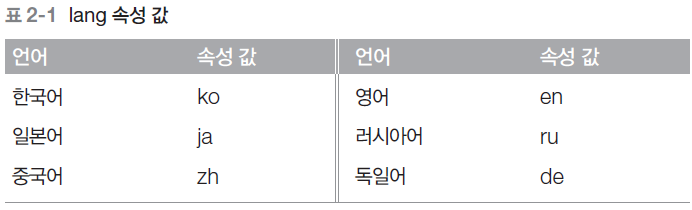 표 2-1 lang 속성 값
언어 속성 값 언어 속성 값
한국어 ko 영어 en
일본어 ja 러시아어 ru
중국어 zh 독일어 de